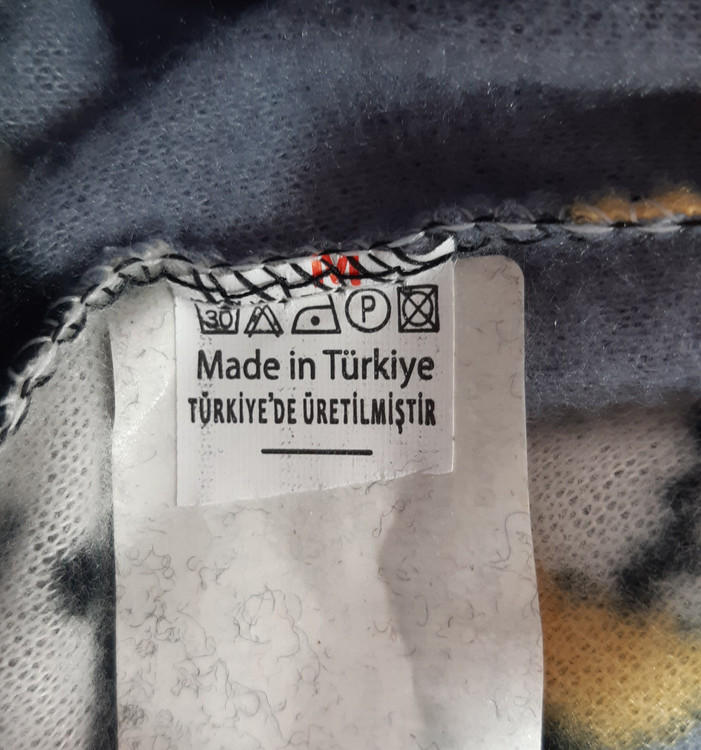 M
30 P
Made in Türkiye
TÜRKİYE'DE ÜRETİLMİŞTİR